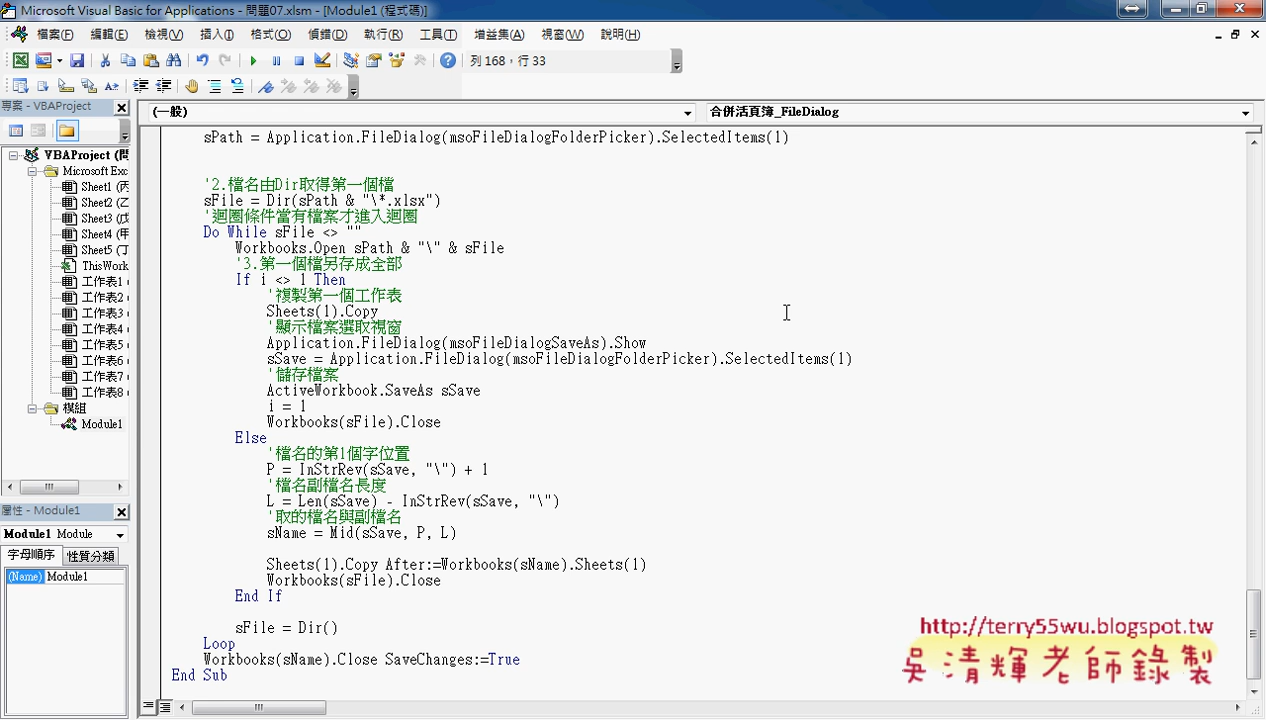 Microsoft Visual Basic for Applications - 問題07.xlsm - [Module1 (程式碼)]
檔案(F) 編輯(E) 檢視(V) 插入(I) 格式(O) 偵錯(D) 執行(R) 工具(T) 增益集(A) 視窗(W) 說明(H)
列 168，行 33
專案 - VBAProject
(一般)
合併活頁簿_FileDialog
VBAProject (問
Microsoft Exc
Sheet1 (丙
Sheet2 (乙
Sheet3 (戊
Sheet4 (甲
Sheet5 (丁
ThisWork
工作表1
工作表2
工作表3
工作表4
工作表5
工作表6
工作表7
工作表8
模組
Module1
屬性 - Module1
Module1 Module
字母順序 性質分類
(Name) Module1
sPath = Application.FileDialog(msoFileDialogFolderPicker).SelectedItems(1)
'2.檔名由Dir取得第一個檔
sFile = Dir(sPath & "\*.xlsx")
'迴圈條件當有檔案才進入迴圈
Do While sFile <> ""
Workbooks.Open sPath & "\" & sFile
'3.第一個檔另存成全部
If i <> 1 Then
'複製第一個工作表
Sheets(1).Copy
'顯示檔案選取視窗
Application.FileDialog(msoFileDialogSaveAs).Show
sSave = Application.FileDialog(msoFileDialogFolderPicker).SelectedItems(1)
'儲存檔案
ActiveWorkbook.SaveAs sSave
i = 1
Workbooks(sFile).Close
Else
'檔名的第1個字位置
P = InStrRev(sSave, "\") + 1
'檔名副檔名長度
L = Len(sSave) - InStrRev(sSave, "\")
'取的檔名與副檔名
sName = Mid(sSave, P, L)
Sheets(1).Copy After:=Workbooks(sName).Sheets(1)
Workbooks(sFile).Close
End If
sFile = Dir()
Loop
Workbooks(sName).Close SaveChanges:=True
End Sub
http://terry55wu.blogspot.tw
吳清輝老師錄製